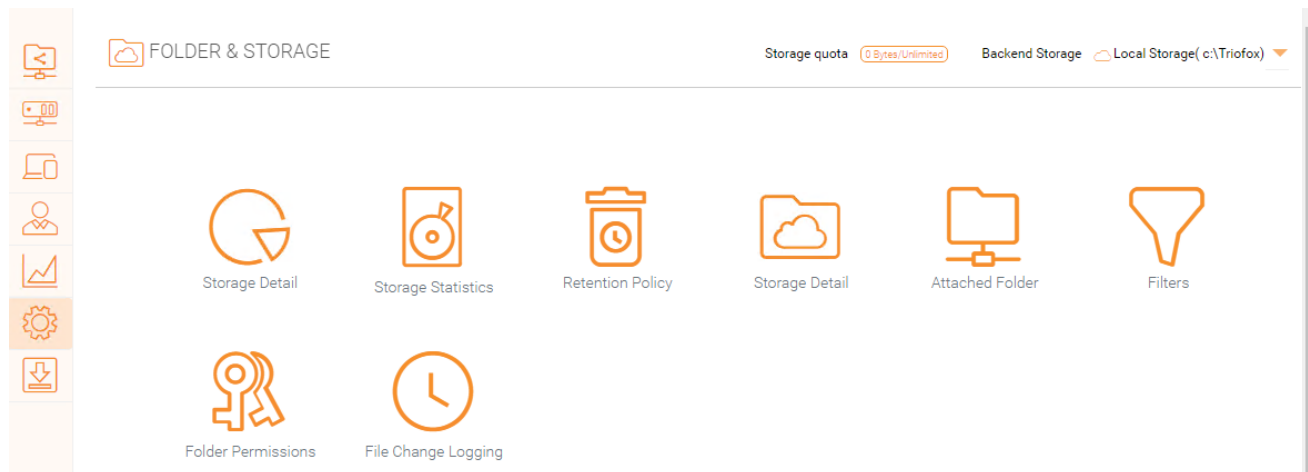 FOLDER & STORAGE
Storage quota 0 Bytes/Unlimited Backend Storage Local Storage( c:\Triofox)
Storage Detail Storage Statistics Retention Policy Storage Detail Attached Folder Filters
Folder Permissions File Change Logging